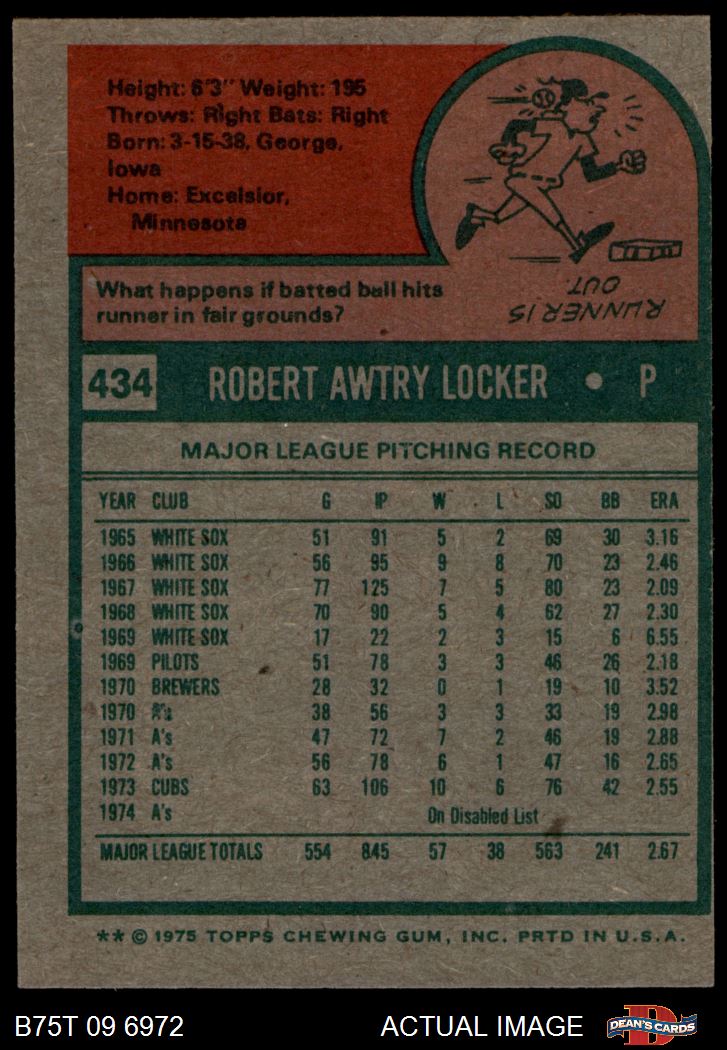 Height: 6'3" Weight: 195
Throws: Right Bats: Right
Born: 3-15-38, George,
Iowa
Home: Excelsior,
Minnesota
What happens if batted ball hits
runner in fair grounds?
RUNNER IS
OUT.
434 ROBERT AWTRY LOCKER • P
MAJOR LEAGUE PITCHING RECORD
YEAR CLUB G IP W L SO BB ERA
1965 WHITE SOX 51 91 5 2 69 30 3.16
1966 WHITE SOX 56 95 9 8 70 23 2.46
1967 WHITE SOX 77 125 7 5 80 23 2.09
1968 WHITE SOX 70 90 5 4 62 27 2.30
1969 WHITE SOX 17 22 2 3 15 6 6.55
1969 PILOTS 51 78 3 3 46 26 2.18
1970 BREWERS 28 32 0 1 19 10 3.52
1970 A's 38 56 3 3 33 19 2.98
1971 A's 47 72 7 2 46 19 2.88
1972 A's 56 78 6 1 47 16 2.65
1973 CUBS 63 106 10 6 76 42 2.55
1974 A's On Disabled List
MAJOR LEAGUE TOTALS 554 845 57 38 563 241 2.67
** © 1975 TOPPS CHEWING GUM, INC. PRTD IN U.S.A.
B75T 09 6972 ACTUAL IMAGE DEAN'S CARDS